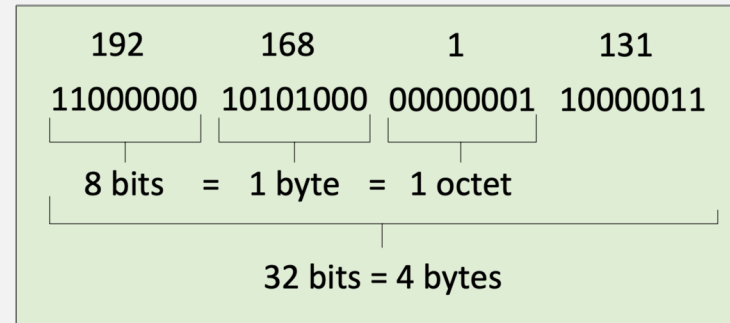 192 168 1 131
11000000 10101000 00000001 10000011
8 bits = 1 byte = 1 octet
32 bits = 4 bytes